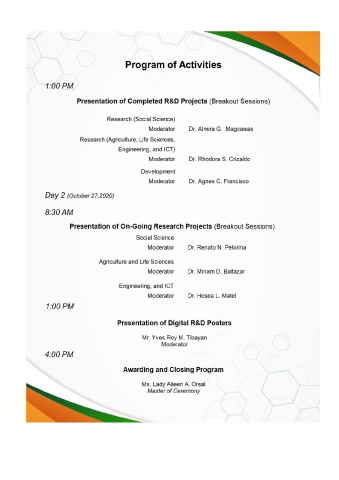 Program of Activities
1:00 PM
Presentation of Completed R&D Projects (Breakout Sessions)
Research (Social Science)
Moderator Dr. Almira G. Magcawas
Research (Agriculture, Life Sciences,
Engineering, and ICT)
Moderator Dr. Rhodora S. Crizaldo
Development
Moderator Dr. Agnes C. Francisco
Day 2 (October 27,2020)
8:30 AM
Presentation of On-Going Research Projects (Breakout Sessions)
Social Science
Moderator Dr. Renato N. Pelorina
Agriculture and Life Sciences
Moderator Dr. Miriam D. Baltazar
Engineering, and ICT
Moderator Dr. Hosea L. Matel
1:00 PM
Presentation of Digital R&D Posters
Mr. Yves Roy M. Tibayan
Moderator
4:00 PM
Awarding and Closing Program
Ms. Lady Aileen A. Orsal
Master of Ceremony